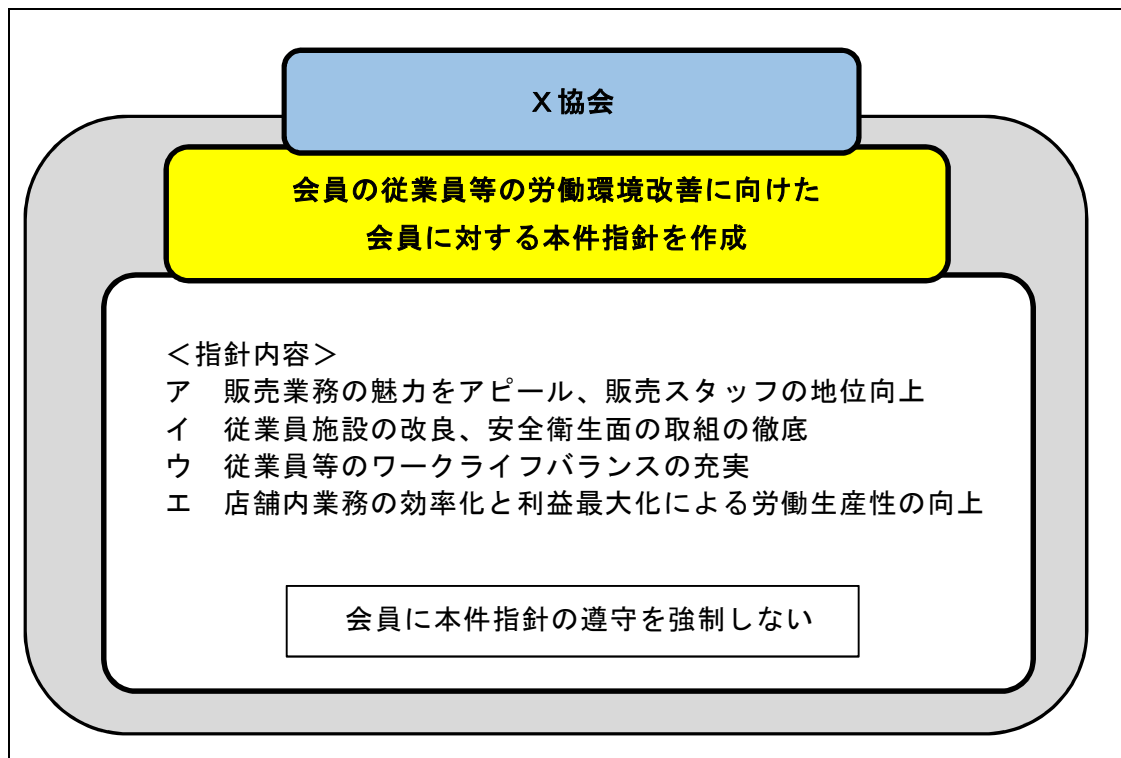 X協会
会員の従業員等の労働環境改善に向けた
会員に対する本件指針を作成
＜指針内容＞
ア　販売業務の魅力をアピール、販売スタッフの地位向上
イ　従業員施設の改良、安全衛生面の取組の徹底
ウ　従業員等のワークライフバランスの充実
エ　店舗内業務の効率化と利益最大化による労働生産性の向上
会員に本件指針の遵守を強制しない